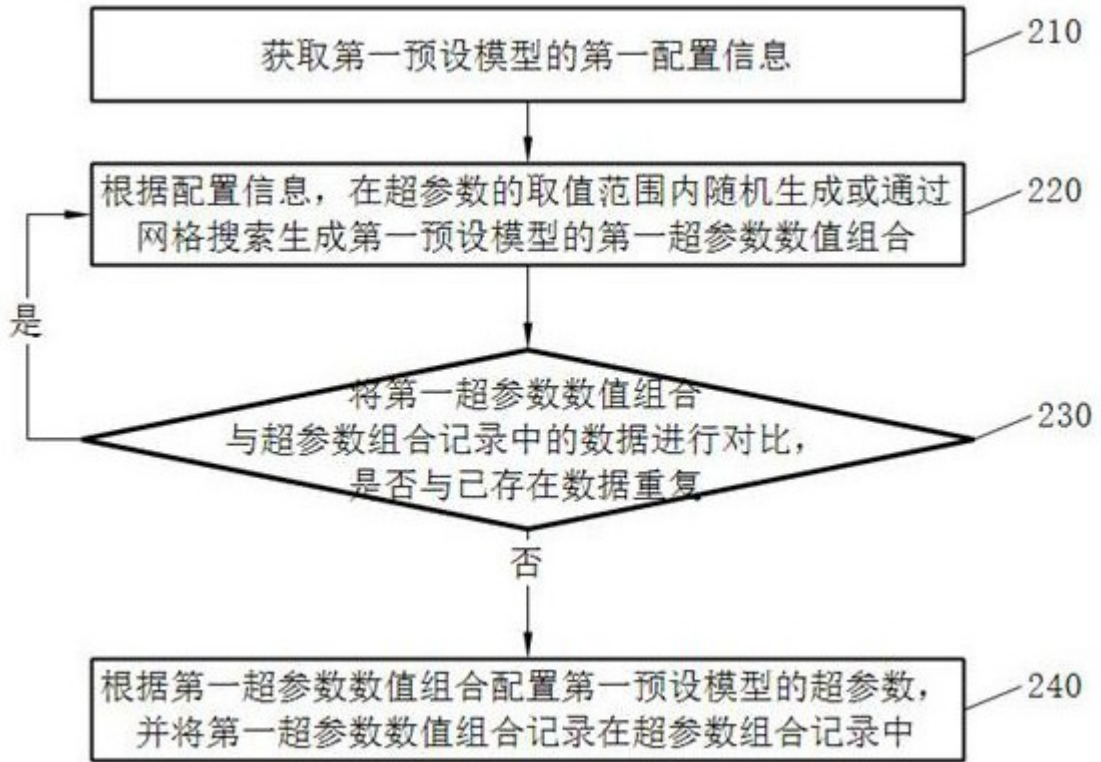 获取第一预设模型的第一配置信息
210
根据配置信息，在超参数的取值范围内随机生成或通过
网格搜索生成第一预设模型的第一超参数数值组合
220
是
将第一超参数数值组合
与超参数组合记录中的数据进行对比，
是否与已存在数据重复
230
否
根据第一超参数数值组合配置第一预设模型的超参数，
并将第一超参数数值组合记录在超参数组合记录中
240